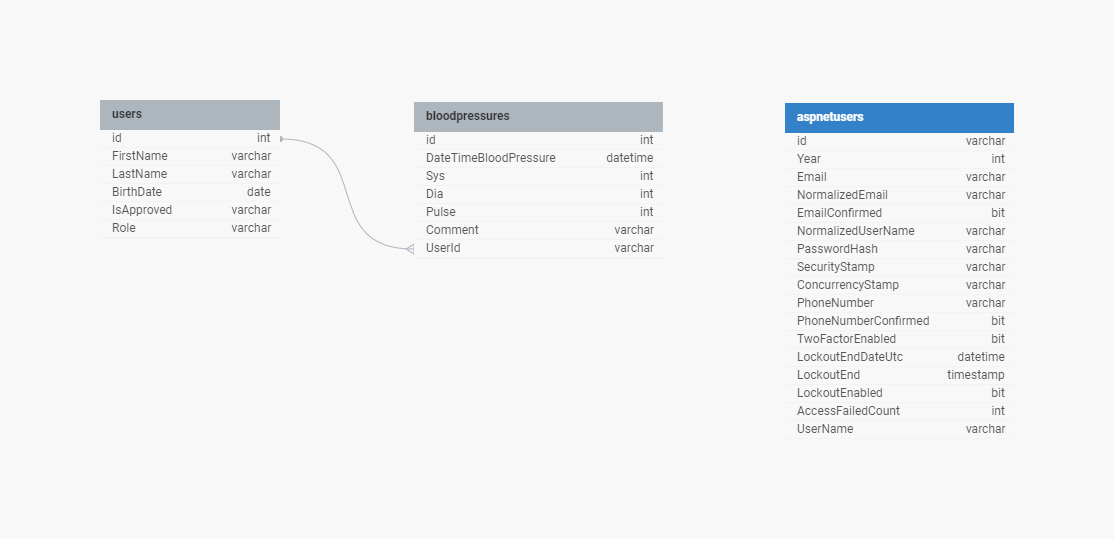 users
id int
FirstName varchar
LastName varchar
BirthDate date
IsApproved varchar
Role varchar
bloodpressures
id int
DateTimeBloodPressure datetime
Sys int
Dia int
Pulse int
Comment varchar
UserId varchar
aspnetusers
id varchar
Year int
Email varchar
NormalizedEmail varchar
EmailConfirmed bit
NormalizedUserName varchar
PasswordHash varchar
SecurityStamp varchar
ConcurrencyStamp varchar
PhoneNumber varchar
PhoneNumberConfirmed bit
TwoFactorEnabled bit
LockoutEndDateUtc datetime
LockoutEnd timestamp
LockoutEnabled bit
AccessFailedCount int
UserName varchar